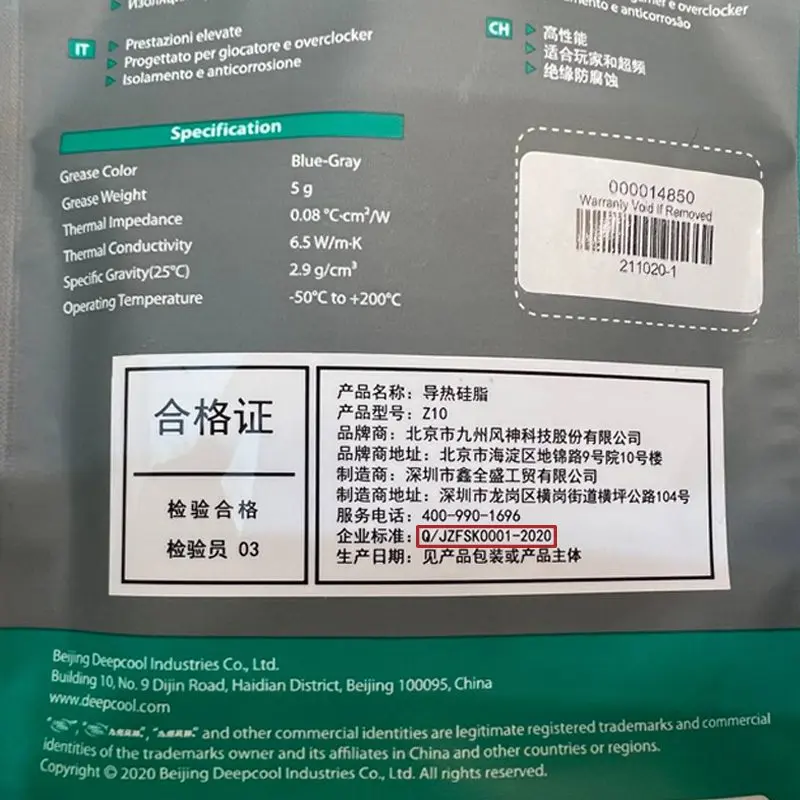 IT
Prestazioni elevate
Progettato per giocatore e overclocker
Isolamento e anticorrosione
e overclocker
mento e anticorrosão
CH
高性能
适合玩家和超频
绝缘防腐蚀
Specification
Grease Color Blue-Gray
Grease Weight 5 g
Thermal Impedance 0.08 ℃·cm²/W
Thermal Conductivity 6.5 W/m·K
Specific Gravity(25℃) 2.9 g/cm³
Operating Temperature -50℃ to +200℃
000014850
Warranly Void If Removed
211020-1
合格证
检验合格
检验员 03
产品名称：导热硅脂
产品型号：Z10
品牌商：北京市九州风神科技股份有限公司
品牌商地址：北京市海淀区地锦路9号院10号楼
制造商：深圳市鑫全盛工贸有限公司
制造商地址：深圳市龙岗区横岗街道横坪公路104号
服务电话：400-990-1696
企业标准：Q/JZFSK0001-2020
生产日期：见产品包装或产品主体
Beijing Deepcool Industries Co., Ltd.
Building 10, No. 9 Dijin Road, Haidian District, Beijing 100095, China
www.deepcool.com
and other commercial identities are legitimate registered trademarks and commercial
identities of the trademarks owner and its affiliates in China and other countries or regions.
Copyright © 2020 Beijing Deepcool Industries Co., Ltd. All rights reserved.